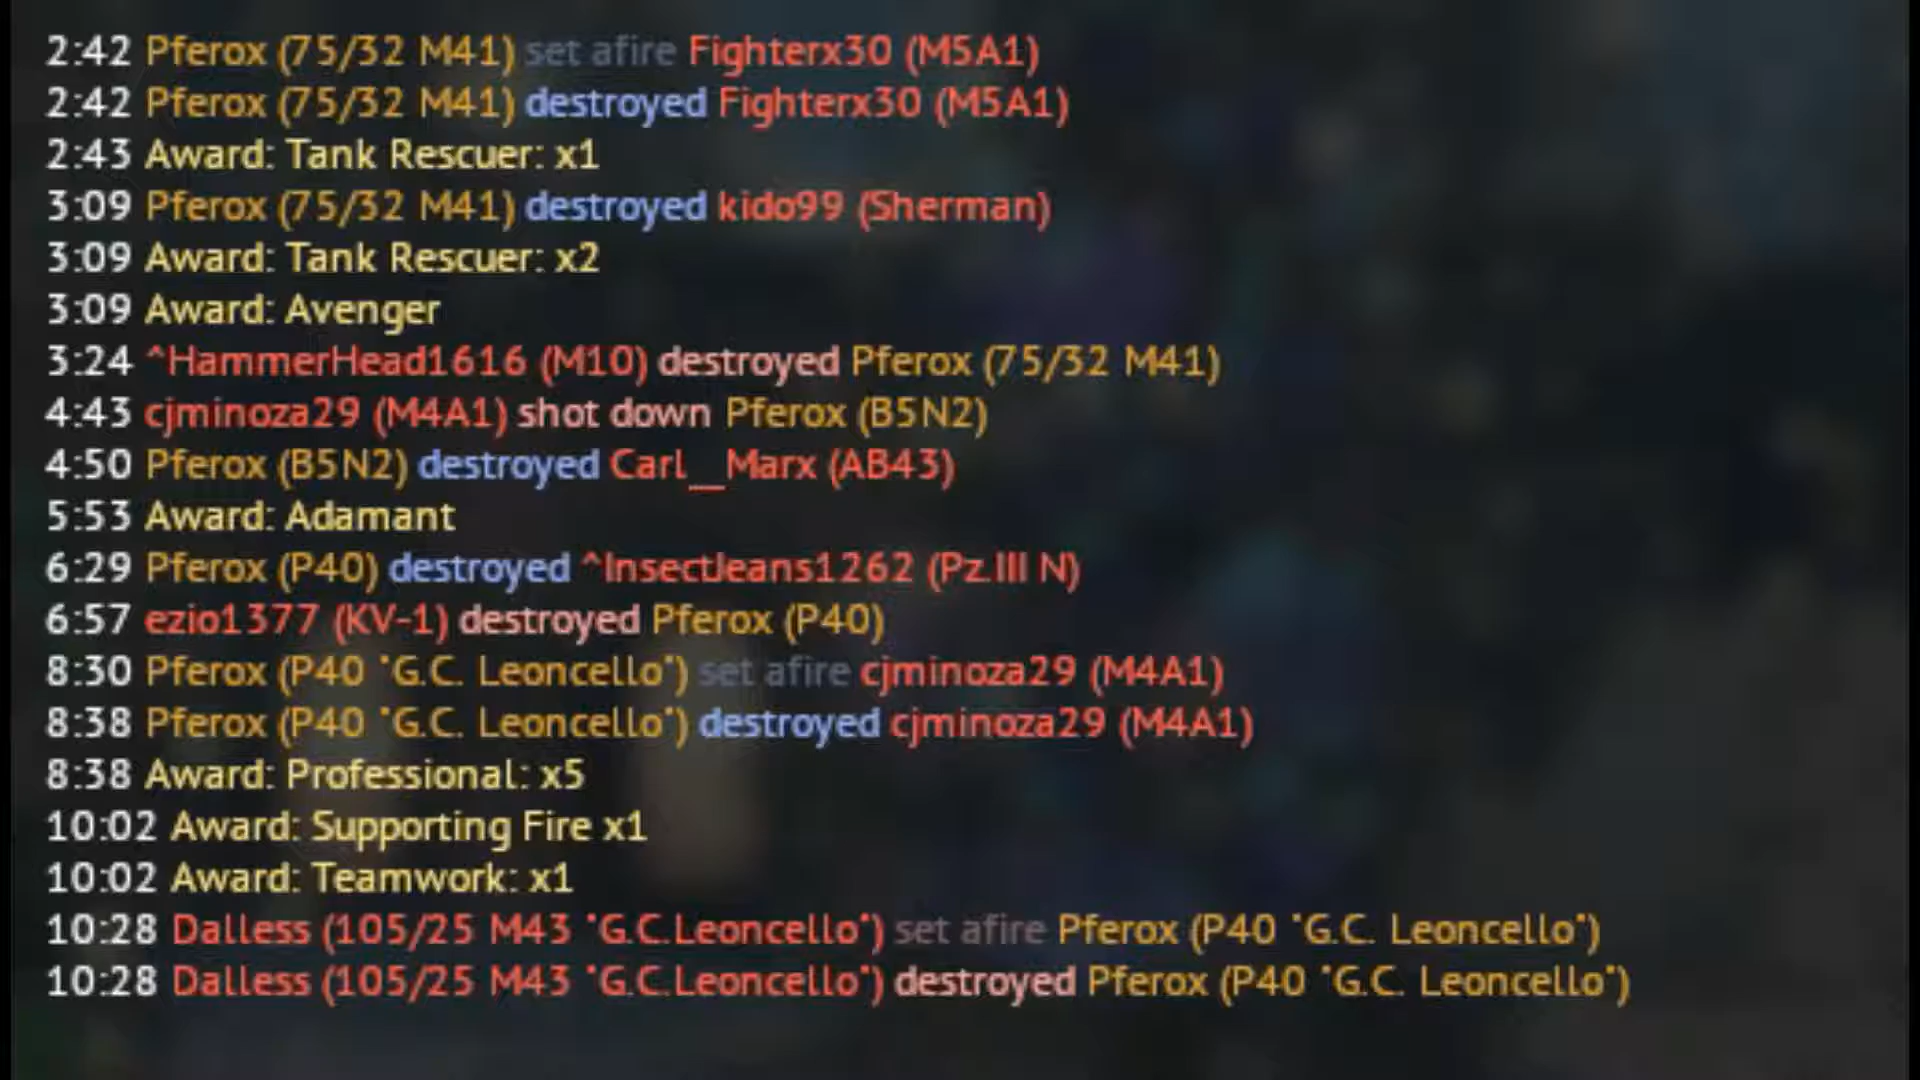 2:42 Pferox (75/32 M41) set afire Fighterx30 (M5A1)
2:42 Pferox (75/32 M41) destroyed Fighterx30 (M5A1)
2:43 Award: Tank Rescuer: x1
3:09 Pferox (75/32 M41) destroyed kido99 (Sherman)
3:09 Award: Tank Rescuer: x2
3:09 Award: Avenger
3:24 ^HammerHead1616 (M10) destroyed Pferox (75/32 M41)
4:43 cjminoza29 (M4A1) shot down Pferox (B5N2)
4:50 Pferox (B5N2) destroyed Carl__Marx (AB43)
5:53 Award: Adamant
6:29 Pferox (P40) destroyed ^InsectJeans1262 (Pz.III N)
6:57 ezio1377 (KV-1) destroyed Pferox (P40)
8:30 Pferox (P40 "G.C. Leoncello") set afire cjminoza29 (M4A1)
8:38 Pferox (P40 "G.C. Leoncello") destroyed cjminoza29 (M4A1)
8:38 Award: Professional: x5
10:02 Award: Supporting Fire x1
10:02 Award: Teamwork: x1
10:28 Dalless (105/25 M43 "G.C.Leoncello") set afire Pferox (P40 "G.C. Leoncello")
10:28 Dalless (105/25 M43 "G.C.Leoncello") destroyed Pferox (P40 "G.C. Leoncello")